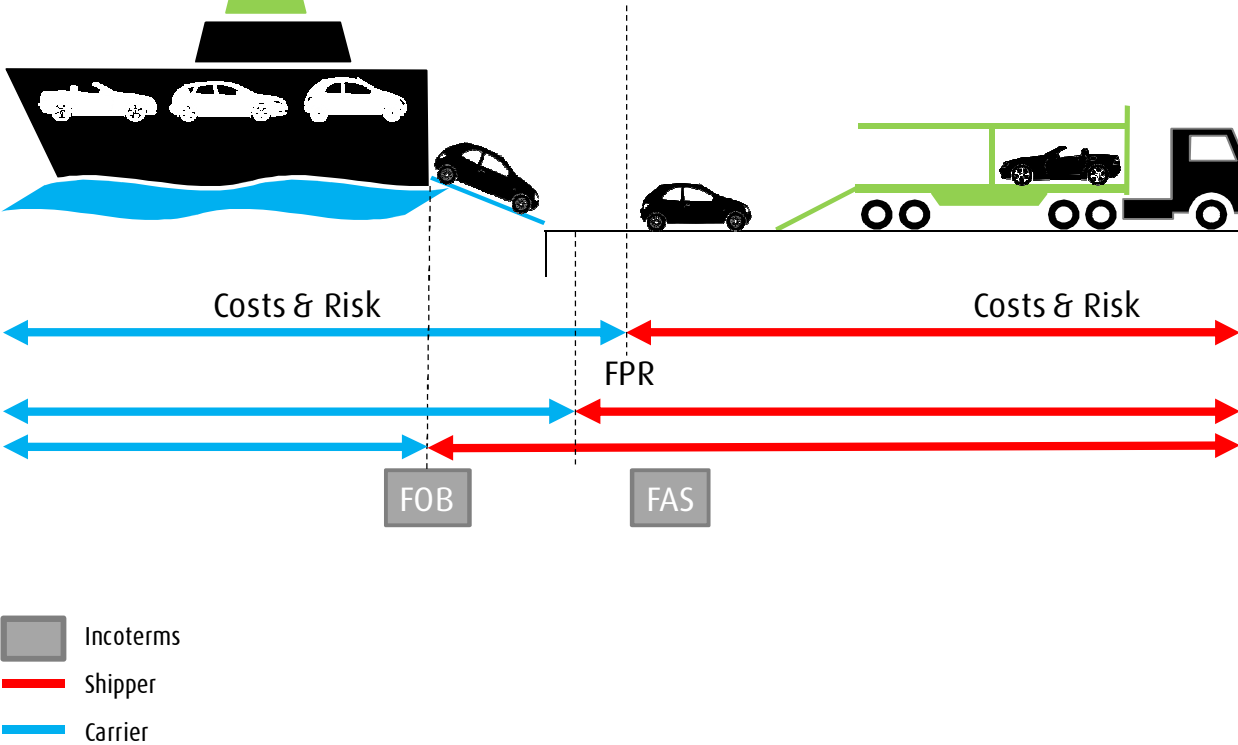 Costs & Risk
Costs & Risk
FPR
FOB
FAS
Incoterms
Shipper
Carrier